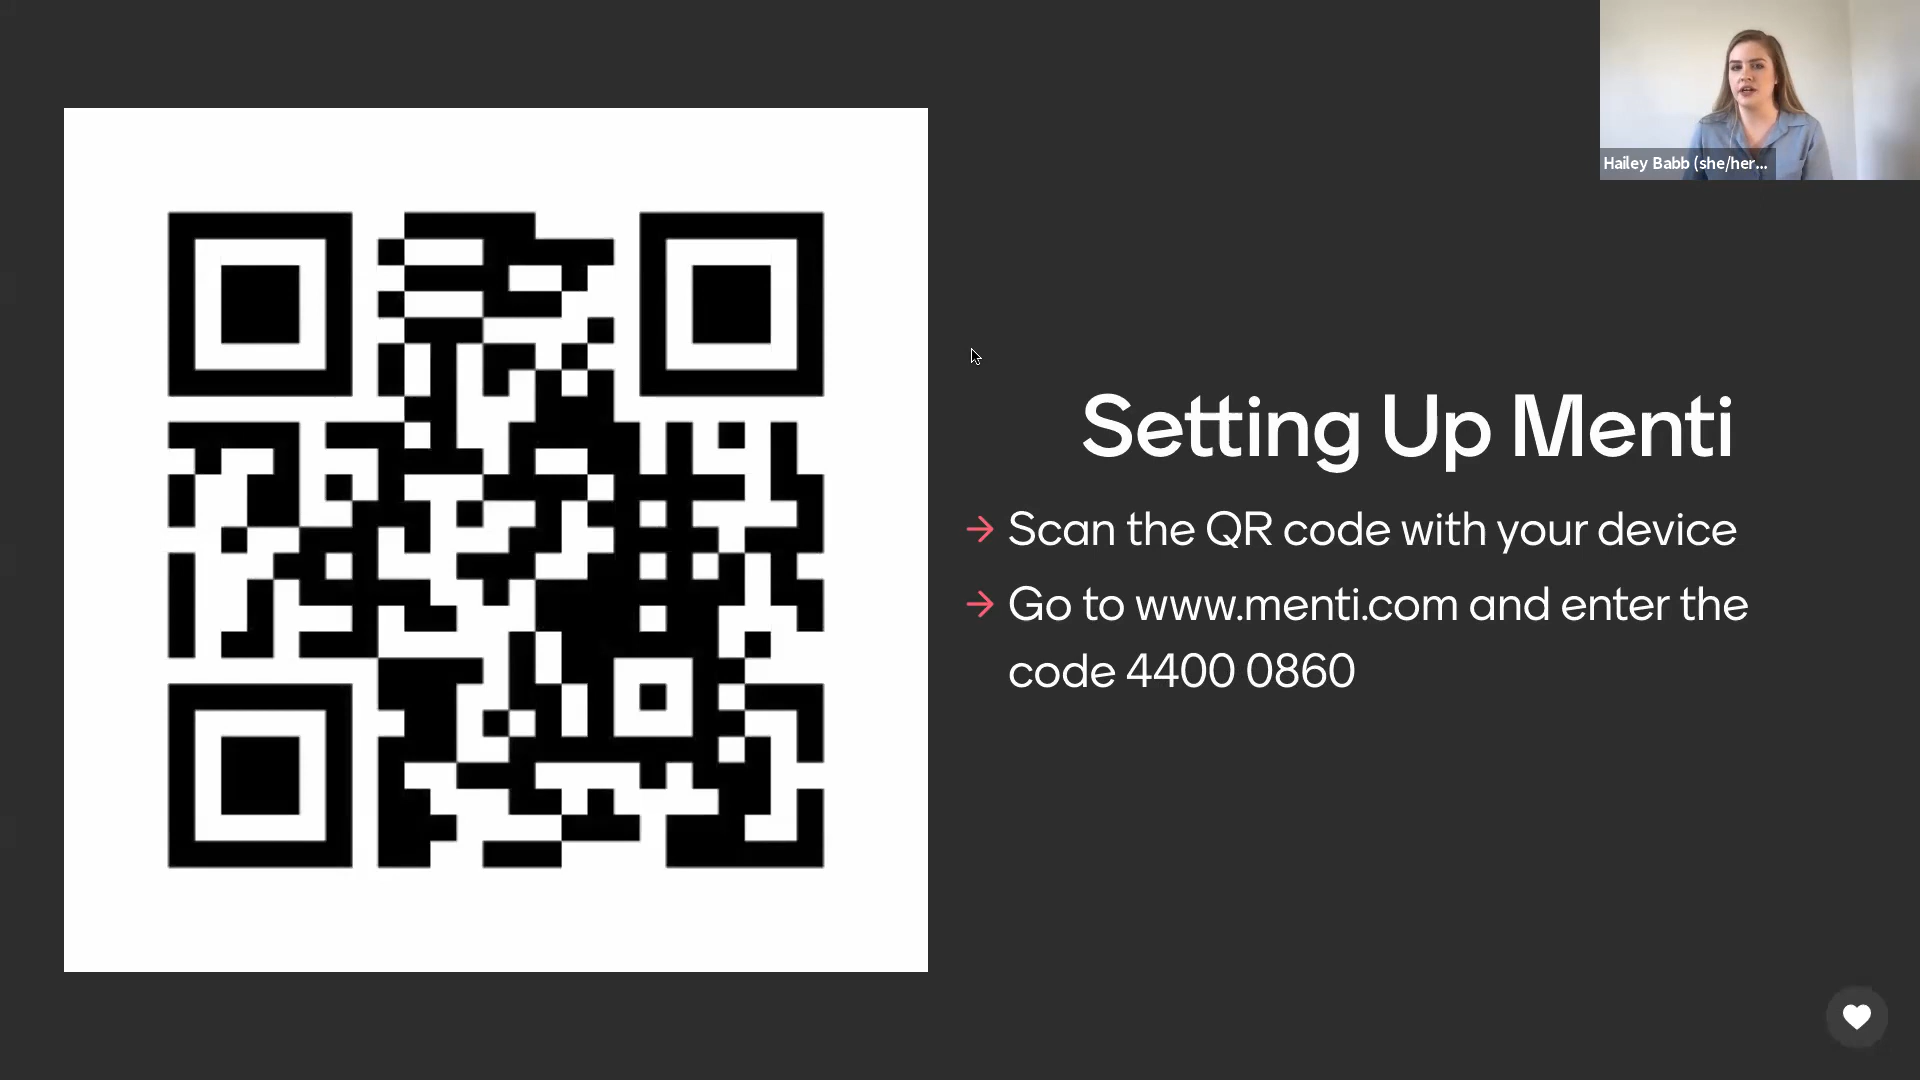 Hailey Babb (she/her...
Setting Up Menti
→ Scan the QR code with your device
→ Go to www.menti.com and enter the
code 4400 0860